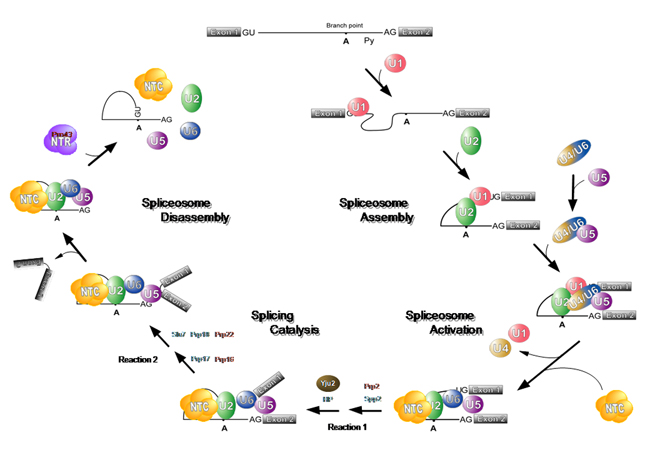 Branch point
Exon 1 GU A Py AG Exon 2
U1
Exon 1 G U1 A AG Exon 2
U2
U4/U6
U5
U1 UG Exon 1
U2
A AG Exon 2
U4/U6 U5
Spliceosome
Assembly
U1 Exon 1
U2 U4/U6 U5
A AG Exon 2
Spliceosome
Activation
U1
U4
NTC
UG Exon 1
NTC U2 U6 U5
A AG Exon 2
Prp2
Spp2
Yju2
Reaction 1
Exon 1
NTC U2 U6 U5
A AG Exon 2
Splicing
Catalysis
Slu7 Prp18 Prp22
Prp17 Prp16
Reaction 2
NTC U2 U6 U5
Exon 1
AG Exon 2
A
NTC U2 U6 U5
A AG
Spliceosome
Disassembly
Prp43
NTR
NTC
U2
GU
A AG
U6
U5